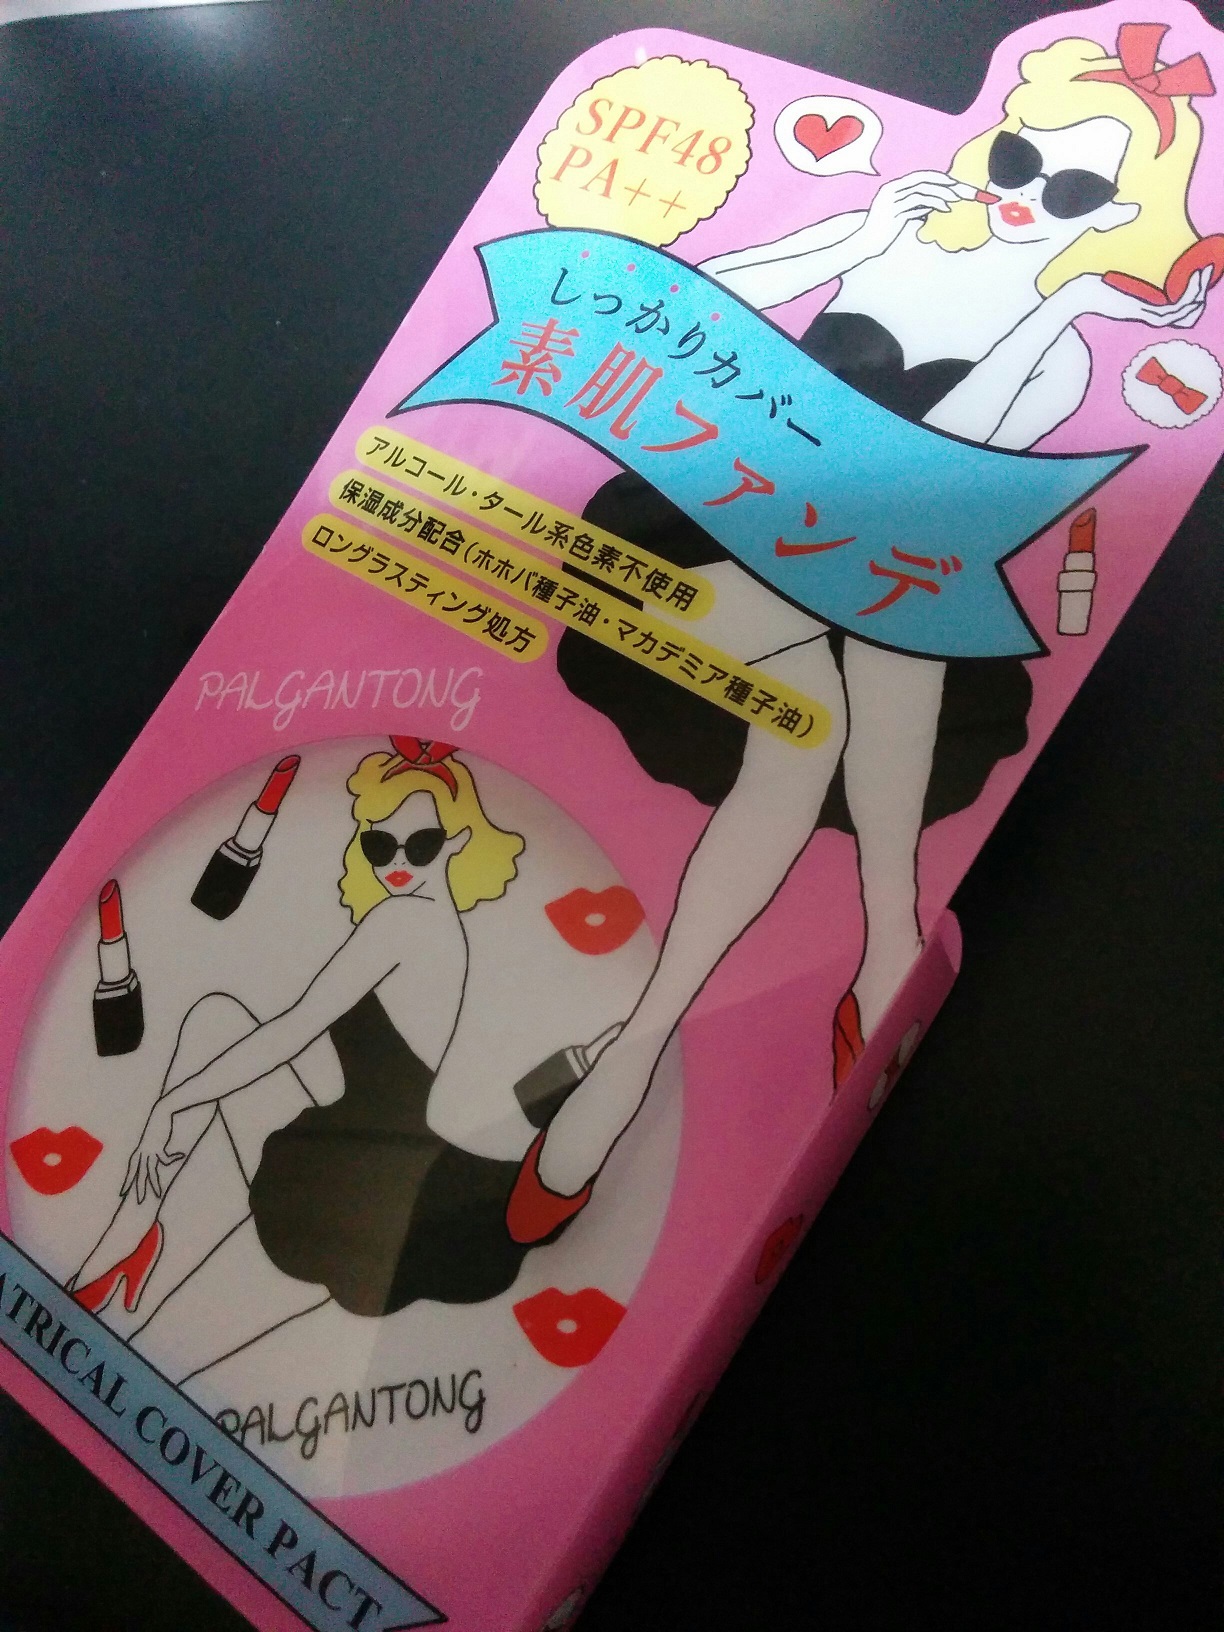 SPF48
PA++
しっかりカバー
素肌ファンデ
アルコール・タール系色素不使用
保湿成分配合(ホホバ種子油・マカデミア種子油)
ロングラスティング処方
PALGANTONG
PALGANTONG
ATRICAL COVER PACT